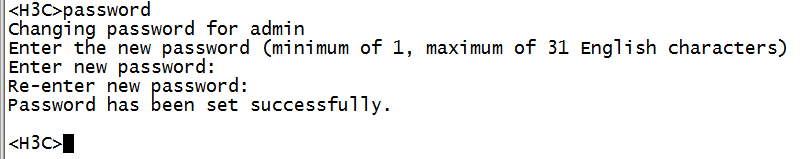 <H3C>password
Changing password for admin
Enter the new password (minimum of 1, maximum of 31 English characters)
Enter new password:
Re-enter new password:
Password has been set successfully.
<H3C>